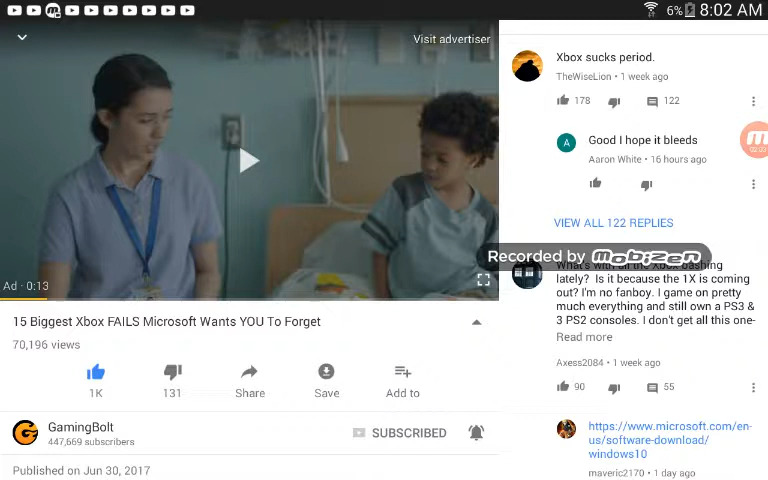 6% 8:02 AM
Visit advertiser
Ad · 0:13
15 Biggest Xbox FAILS Microsoft Wants YOU To Forget
70,196 views
1K
131
Share
Save
Add to
GamingBolt
447,669 subscribers
SUBSCRIBED
Published on Jun 30, 2017
Xbox sucks period.
TheWiseLion • 1 week ago
178
122
A
Good I hope it bleeds
Aaron White • 16 hours ago
VIEW ALL 122 REPLIES
Recorded by Mobizen
What's with all the Xbox bashing
lately? Is it because the 1X is coming
out? I'm no fanboy. I game on pretty
much everything and still own a PS3 &
3 PS2 consoles. I don't get all this one-
Read more
Axess2084 • 1 week ago
90
55
https://www.microsoft.com/en-
us/software-download/
windows10
maveric2170 • 1 day ago